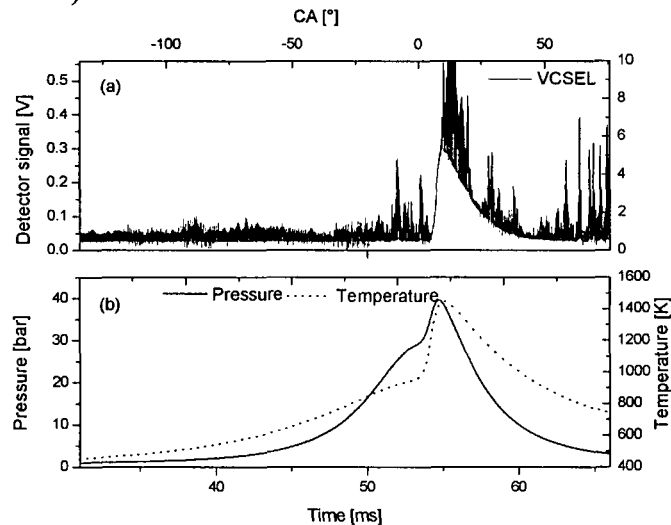 CA [°]
-100 -50 0 50
(a)
VCSEL
Detector signal [V]
0.5
0.4
0.3
0.2
0.1
0.0
10
8
6
4
2
0
(b)
Pressure Temperature
Pressure [bar]
40
30
20
10
0
1600
1400
1200
1000
800
600
400
Temperature [K]
40 50 60
Time [ms]